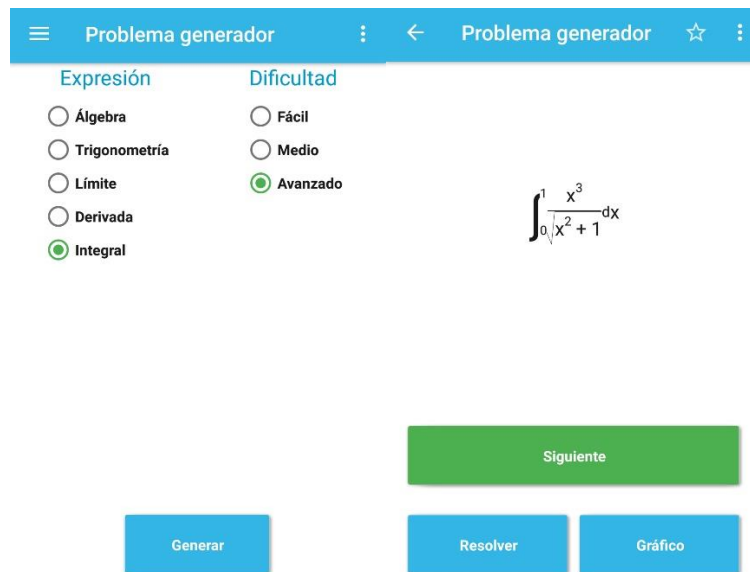 Problema generador
Expresión
Dificultad
Álgebra
Fácil
Trigonometría
Medio
Límite
Avanzado
Derivada
Integral
Generar
Problema generador
∫₀¹ x³/√(x² + 1) dx
Siguiente
Resolver
Gráfico